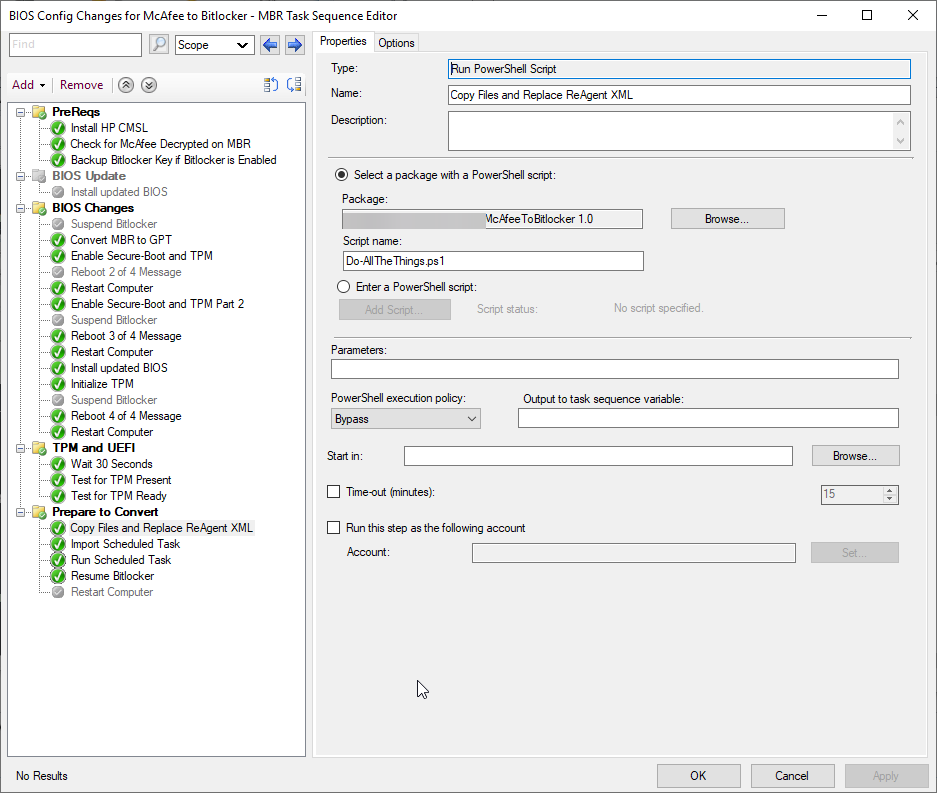 BIOS Config Changes for McAfee to Bitlocker - MBR Task Sequence Editor
Find
Scope
Add
Remove
PreReqs
Install HP CMSL
Check for McAfee Decrypted on MBR
Backup Bitlocker Key if Bitlocker is Enabled
BIOS Update
Install updated BIOS
BIOS Changes
Suspend Bitlocker
Convert MBR to GPT
Enable Secure-Boot and TPM
Reboot 2 of 4 Message
Restart Computer
Enable Secure-Boot and TPM Part 2
Suspend Bitlocker
Reboot 3 of 4 Message
Restart Computer
Install updated BIOS
Initialize TPM
Suspend Bitlocker
Reboot 4 of 4 Message
Restart Computer
TPM and UEFI
Wait 30 Seconds
Test for TPM Present
Test for TPM Ready
Prepare to Convert
Copy Files and Replace ReAgent XML
Import Scheduled Task
Run Scheduled Task
Resume Bitlocker
Restart Computer
No Results
Properties
Options
Type:
Run PowerShell Script
Name:
Copy Files and Replace ReAgent XML
Description:
Select a package with a PowerShell script:
Package:
McAfeeToBitlocker 1.0
Browse...
Script name:
Do-AllTheThings.ps1
Enter a PowerShell script:
Add Script...
Script status:
No script specified.
Parameters:
PowerShell execution policy:
Output to task sequence variable:
Bypass
Start in:
Browse...
Time-out (minutes):
15
Run this step as the following account
Account:
Set...
OK
Cancel
Apply